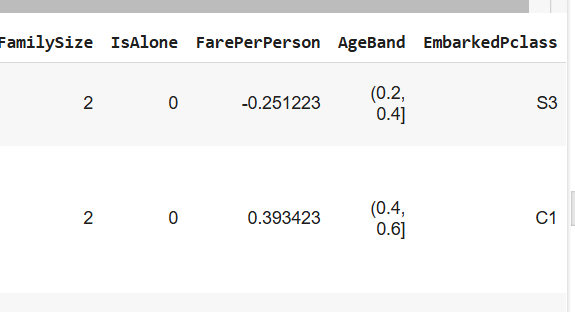 FamilySize IsAlone FarePerPerson AgeBand EmbarkedPclass
2 0 -0.251223 (0.2, 0.4] S3
2 0 0.393423 (0.4, 0.6] C1